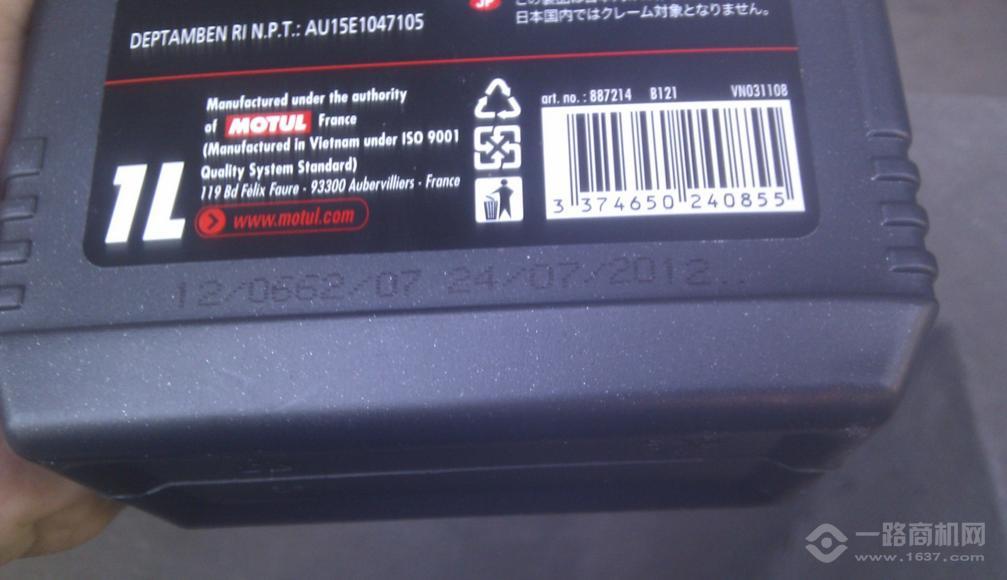 JP
日本国内ではクレーム対象となりません。
DEPTAMBEN RI N.P.T.: AU15E1047105
Manufactured under the authority
of MOTUL France
(Manufactured in Vietnam under ISO 9001
Quality System Standard)
119 Bd Félix Faure - 93300 Aubervilliers - France
1L
www.motul.com
art. no. : 887214 B121 VN031108
3 374650 240855
12/0662/07 24/07/2012..
一路商机网
www.1637.com